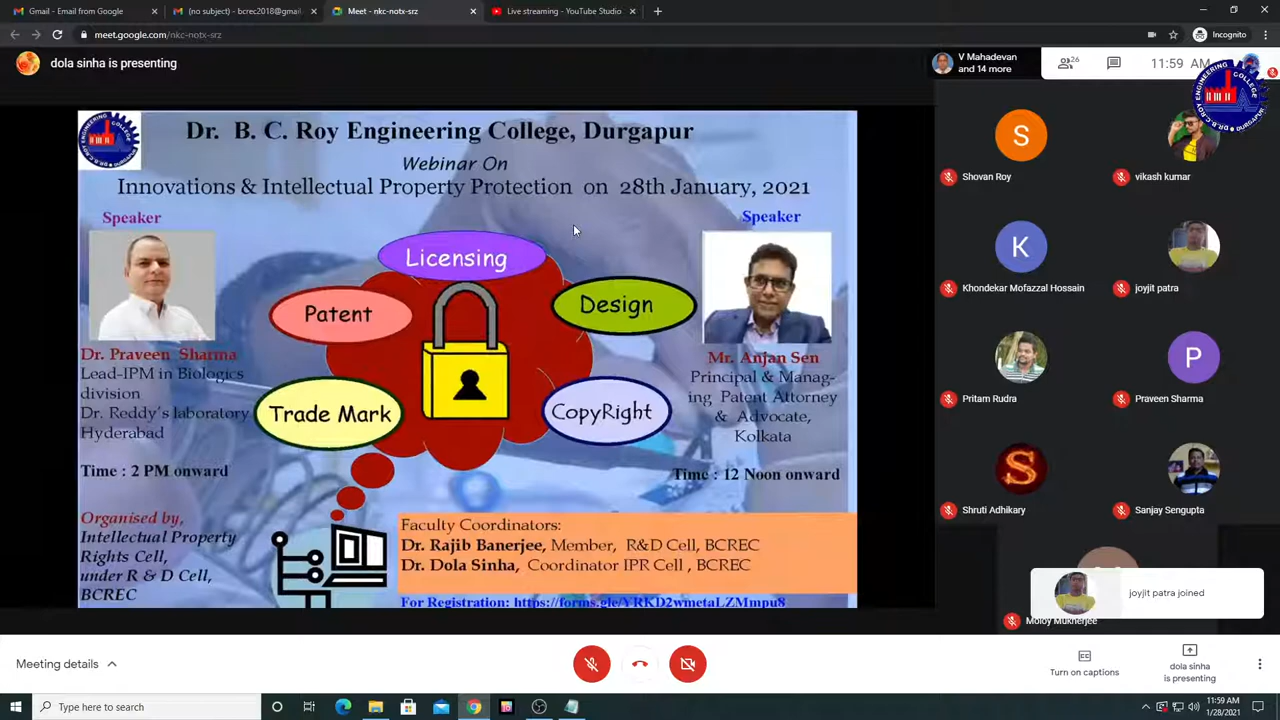 Gmail - Email from Google
(no subject) - bcrec2018@gmail
Meet - nkc-notx-srz
Live streaming - YouTube Studio
meet.google.com/nkc-notx-srz
Incognito
dola sinha is presenting
V Mahadevan
and 14 more
26
11:59 AM
Dr. B. C. Roy Engineering College, Durgapur
Webinar On
Innovations & Intellectual Property Protection on 28th January, 2021
Speaker
Speaker
Licensing
Patent
Design
Trade Mark
CopyRight
Dr. Praveen Sharma
Lead-IPM in Biologics
division
Dr. Reddy's laboratory
Hyderabad
Time : 2 PM onward
Mr. Anjan Sen
Principal & Manag-
ing Patent Attorney
& Advocate,
Kolkata
Time : 12 Noon onward
Organised by,
Intellectual Property
Rights Cell,
under R & D Cell,
BCREC
Faculty Coordinators:
Dr. Rajib Banerjee, Member, R&D Cell, BCREC
Dr. Dola Sinha, Coordinator IPR Cell , BCREC
For Registration: https://forms.gle/YRKD2wmetaLZMmpu8
S
Shovan Roy
vikash kumar
K
Khondekar Mofazzal Hossain
joyjit patra
Pritam Rudra
P
Praveen Sharma
S
Shruti Adhikary
Sanjay Sengupta
joyjit patra joined
Moloy Mukherjee
Meeting details
Turn on captions
dola sinha
is presenting
Type here to search
11:59 AM
1/28/2021